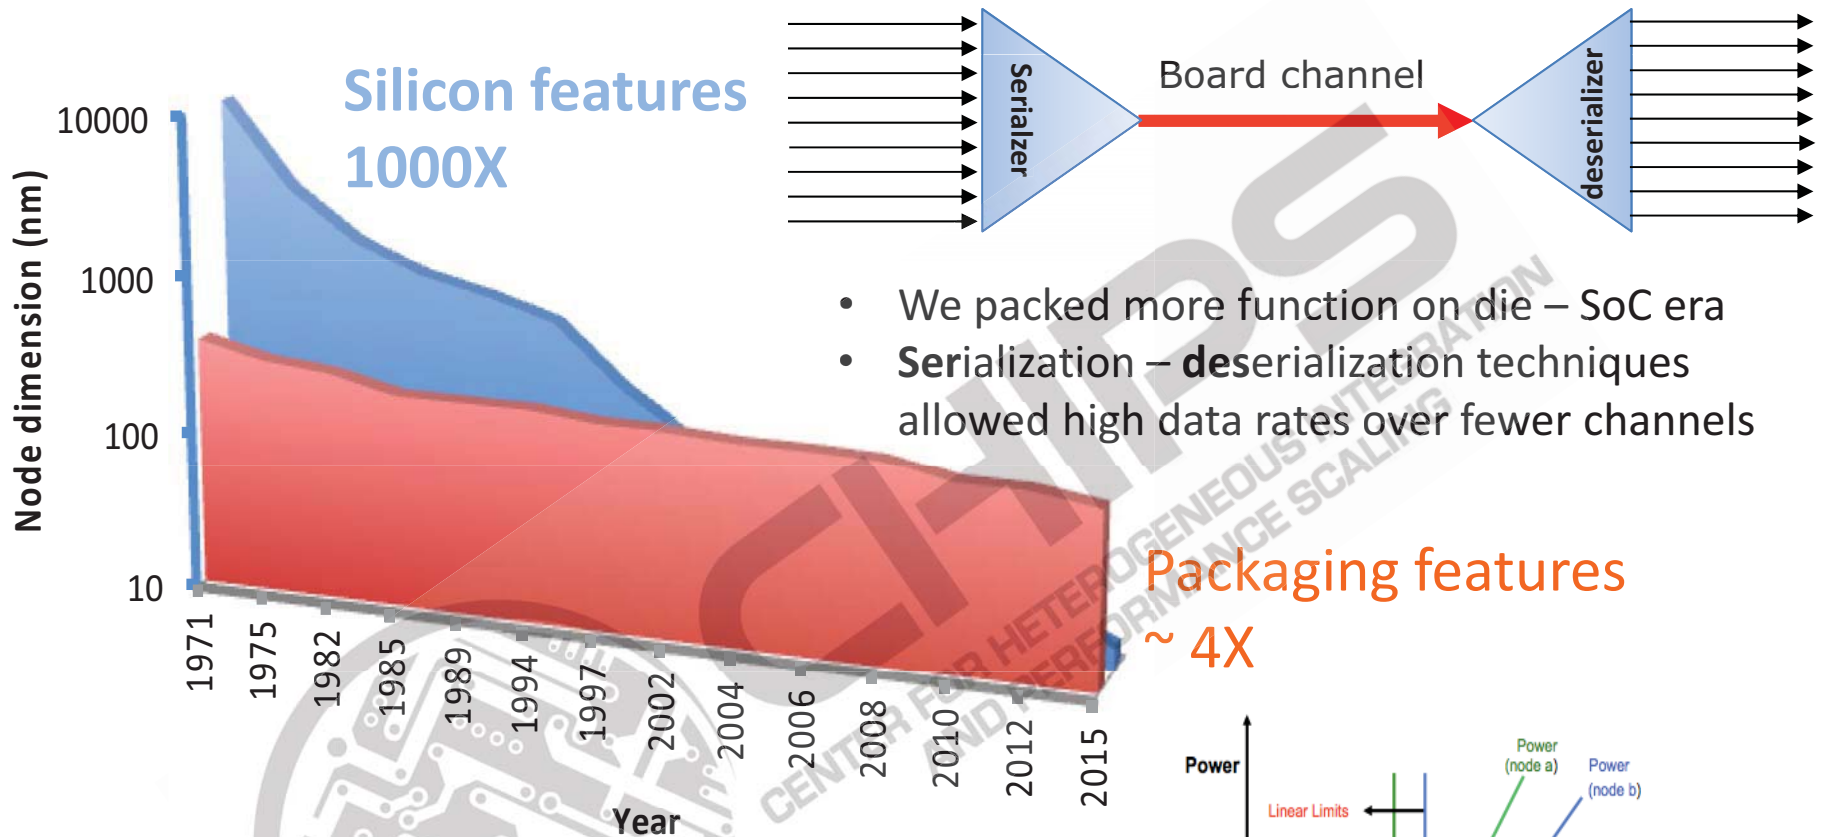 Silicon features
1000X
Node dimension (nm)
10000
1000
100
10
1971
1975
1982
1985
1989
1994
1997
2002
2004
2006
2008
2010
2012
2015
Year
Serialzer
Board channel
deserializer
• We packed more function on die – SoC era
• Serialization – deserialization techniques
allowed high data rates over fewer channels
Packaging features
~ 4X
CHIPS
CENTER FOR HETEROGENEOUS INTEGRATION
AND PERFORMANCE SCALING
Power
Linear Limits
Power
(node a)
Power
(node b)